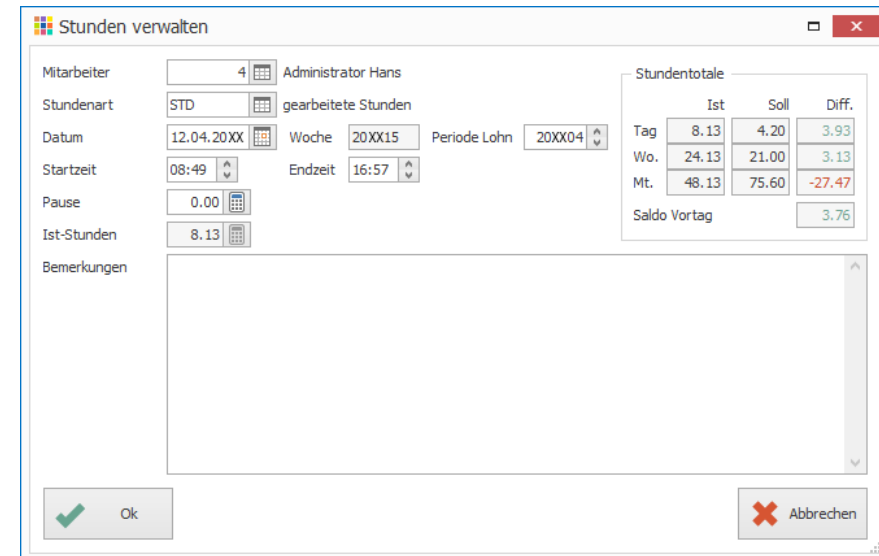 Stunden verwalten
Mitarbeiter 4 Administrator Hans
Stundenart STD gearbeitete Stunden
Datum 12.04.20XX Woche 20XX15 Periode Lohn 20XX04
Startzeit 08:49 Endzeit 16:57
Pause 0.00
Ist-Stunden 8.13
Stundentotale
Ist Soll Diff.
Tag 8.13 4.20 3.93
Wo. 24.13 21.00 3.13
Mt. 48.13 75.60 -27.47
Saldo Vortag 3.76
Bemerkungen
Ok Abbrechen